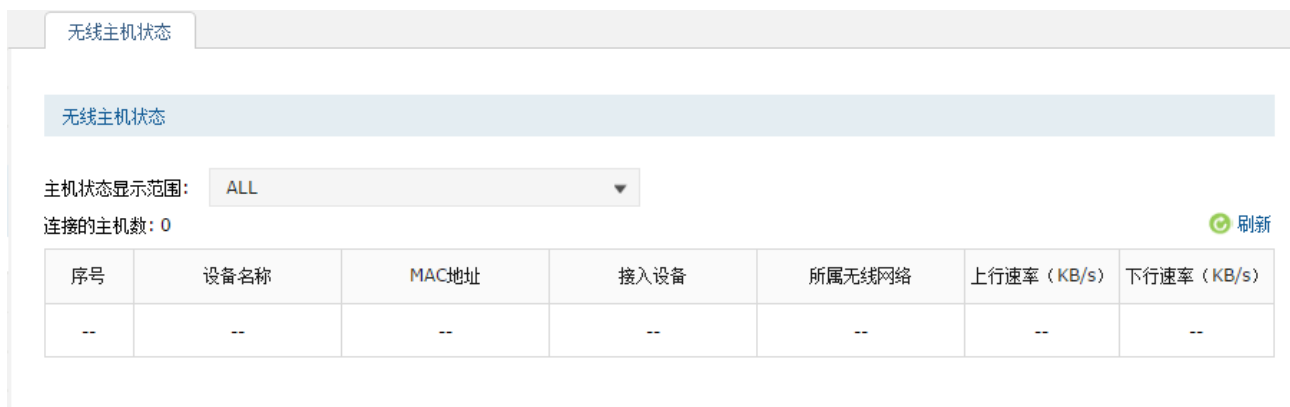 无线主机状态
无线主机状态
主机状态显示范围: ALL
连接的主机数: 0 刷新
序号 设备名称 MAC地址 接入设备 所属无线网络 上行速率（KB/s） 下行速率（KB/s）
-- -- -- -- -- -- --